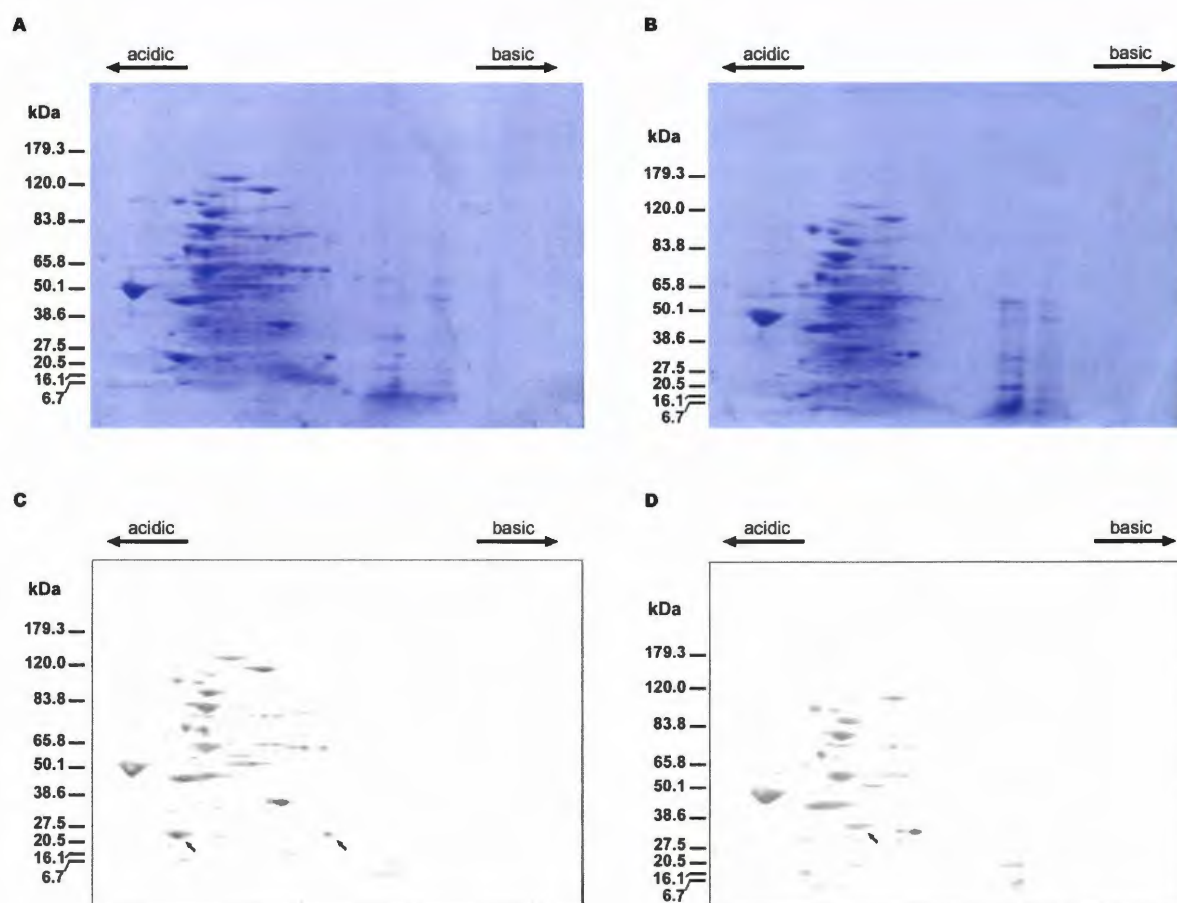 A
acidic
basic
kDa
179.3
120.0
83.8
65.8
50.1
38.6
27.5
20.5
16.1
6.7
B
acidic
basic
kDa
179.3
120.0
83.8
65.8
50.1
38.6
27.5
20.5
16.1
6.7
C
acidic
basic
kDa
179.3
120.0
83.8
65.8
50.1
38.6
27.5
20.5
16.1
6.7
D
acidic
basic
kDa
179.3
120.0
83.8
65.8
50.1
38.6
27.5
20.5
16.1
6.7